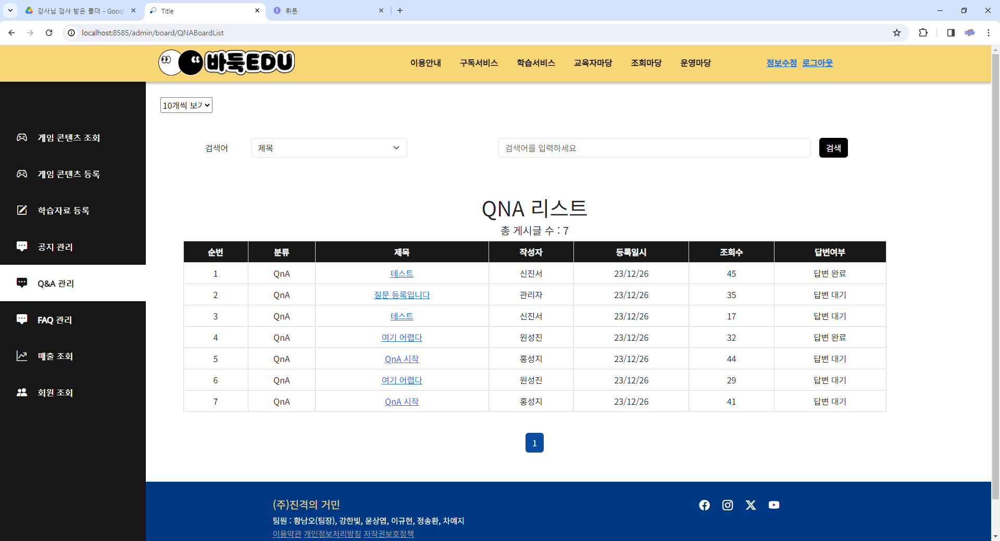 강사님 검사 받은 폴더 - Goog
Title
뤼튼
localhost:8585/admin/board/QNABoardList
바둑EDU
이용안내 구독서비스 학습서비스 교육자마당 조회마당 운영마당 정보수정 로그아웃
10개씩 보기
게임 콘텐츠 조회
게임 콘텐츠 등록
학습자료 등록
공지 관리
Q&A 관리
FAQ 관리
매출 조회
회원 조회
검색어 제목 검색어를 입력하세요 검색
QNA 리스트
총 게시글 수 : 7
순번 분류 제목 작성자 등록일시 조회수 답변여부
1 QnA 테스트 신진서 23/12/26 45 답변 완료
2 QnA 질문 등록입니다 관리자 23/12/26 35 답변 대기
3 QnA 테스트 신진서 23/12/26 17 답변 대기
4 QnA 여기 어렵다 원성진 23/12/26 32 답변 완료
5 QnA QnA 시작 홍성지 23/12/26 44 답변 대기
6 QnA 여기 어렵다 원성진 23/12/26 29 답변 대기
7 QnA QnA 시작 홍성지 23/12/26 41 답변 대기
1
(주)진격의 거민
팀원 : 황남오(팀장), 강한빛, 윤상엽, 이규현, 정송환, 차예지
이용약관 개인정보처리방침 저작권보호정책